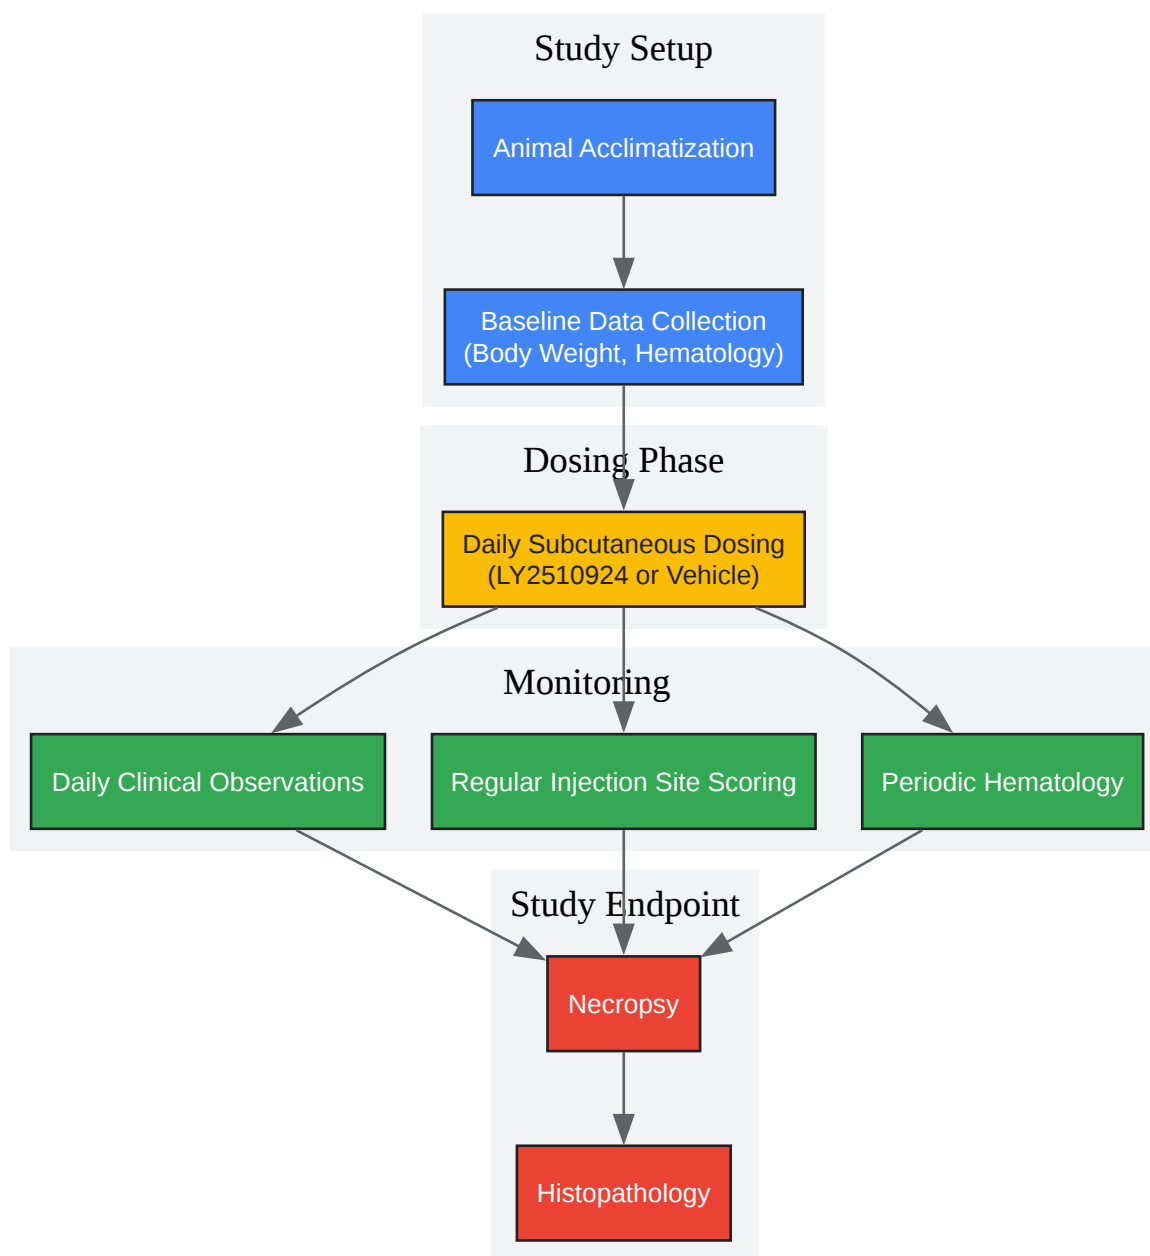 Study Setup
Animal Acclimatization
Baseline Data Collection
(Body Weight, Hematology)
Dosing Phase
Daily Subcutaneous Dosing
(LY2510924 or Vehicle)
Monitoring
Daily Clinical Observations
Regular Injection Site Scoring
Periodic Hematology
Study Endpoint
Necropsy
Histopathology